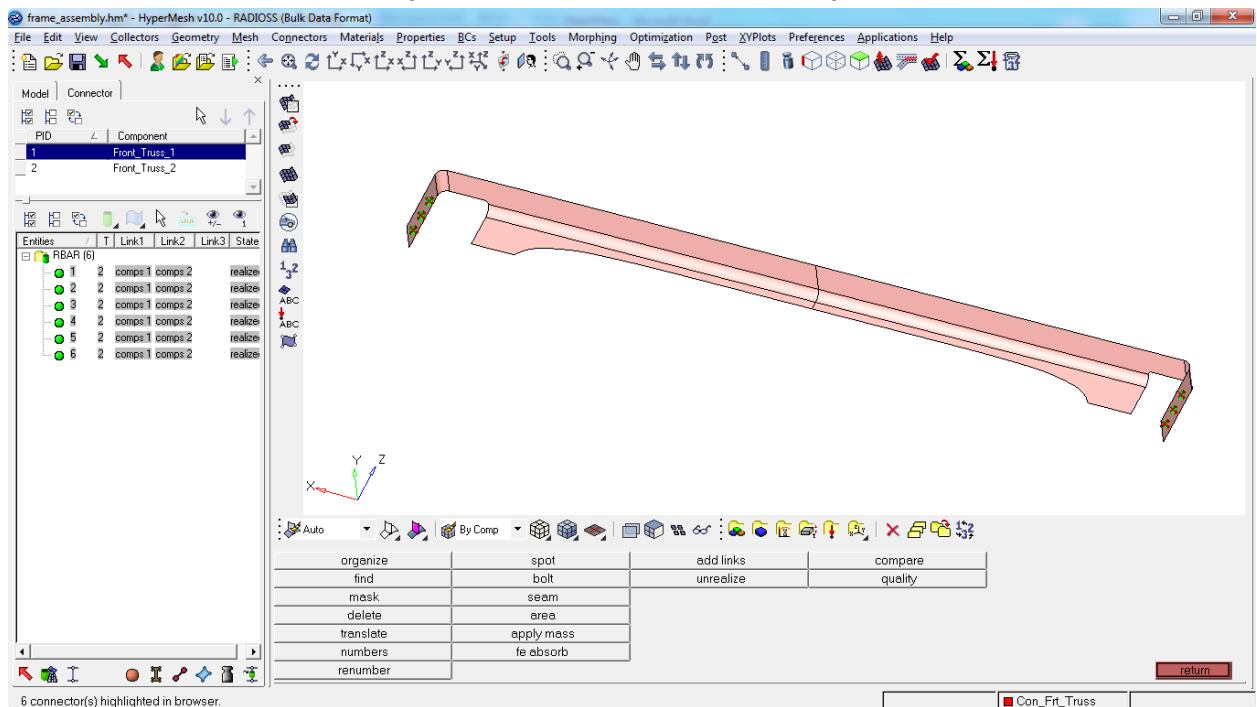 frame_assembly.hm* - HyperMesh v10.0 - RADIOSS (Bulk Data Format)
File Edit View Collectors Geometry Mesh Connectors Materials Properties BCs Setup Tools Morphing Optimization Post XYPlots Preferences Applications Help
Model Connector
PID Component
1 Front_Truss_1
2 Front_Truss_2
Entities T Link1 Link2 Link3 State
RBAR (6)
1 2 comps 1 comps 2 realize
2 2 comps 1 comps 2 realize
3 2 comps 1 comps 2 realize
4 2 comps 1 comps 2 realize
5 2 comps 1 comps 2 realize
6 2 comps 1 comps 2 realize
1 2 3
ABC
ABC
Y Z
X
Auto By Comp
organize spot add links compare
find bolt unrealize quality
mask seam
delete area
translate apply mass
numbers fe absorb
renumber return
6 connector(s) highlighted in browser. Con_Frt_Truss